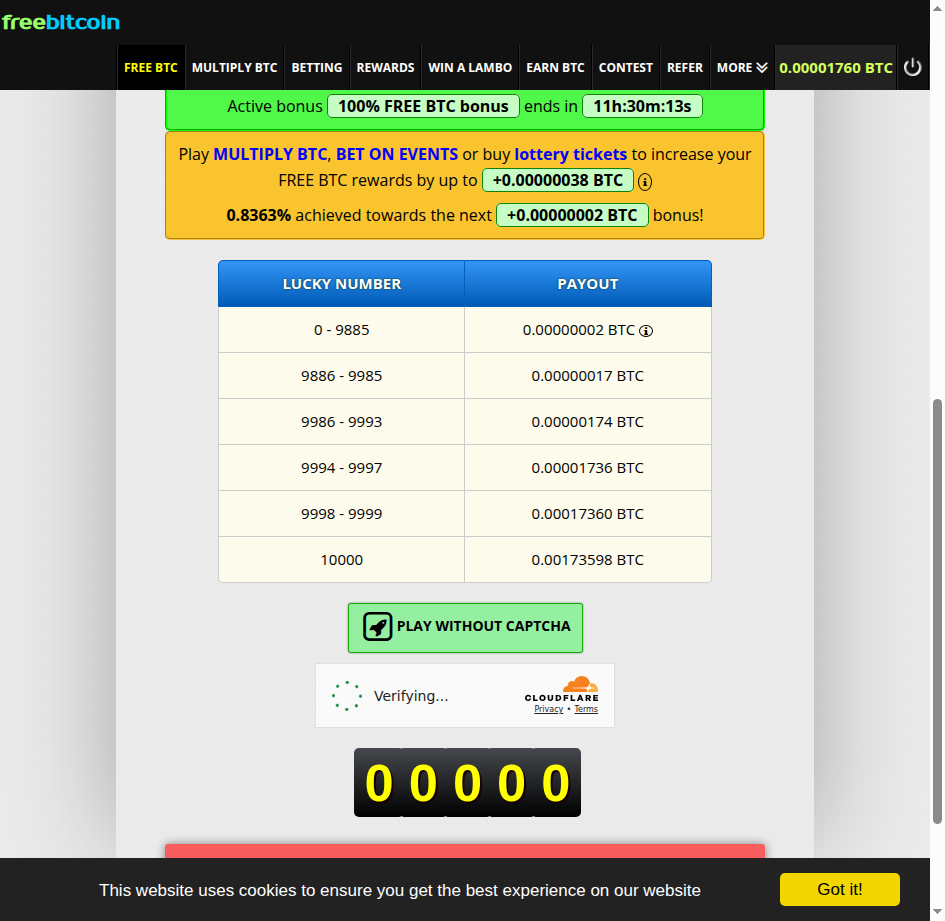 freebitcoin
FREE BTC MULTIPLY BTC BETTING REWARDS WIN A LAMBO EARN BTC CONTEST REFER MORE 0.00001760 BTC
Active bonus 100% FREE BTC bonus ends in 11h:30m:13s
Play MULTIPLY BTC, BET ON EVENTS or buy lottery tickets to increase your
FREE BTC rewards by up to +0.00000038 BTC
0.8363% achieved towards the next +0.00000002 BTC bonus!
LUCKY NUMBER PAYOUT
0 - 9885 0.00000002 BTC
9886 - 9985 0.00000017 BTC
9986 - 9993 0.00000174 BTC
9994 - 9997 0.00001736 BTC
9998 - 9999 0.00017360 BTC
10000 0.00173598 BTC
PLAY WITHOUT CAPTCHA
Verifying...
CLOUDFLARE
Privacy • Terms
0 0 0 0 0
This website uses cookies to ensure you get the best experience on our website
Got it!